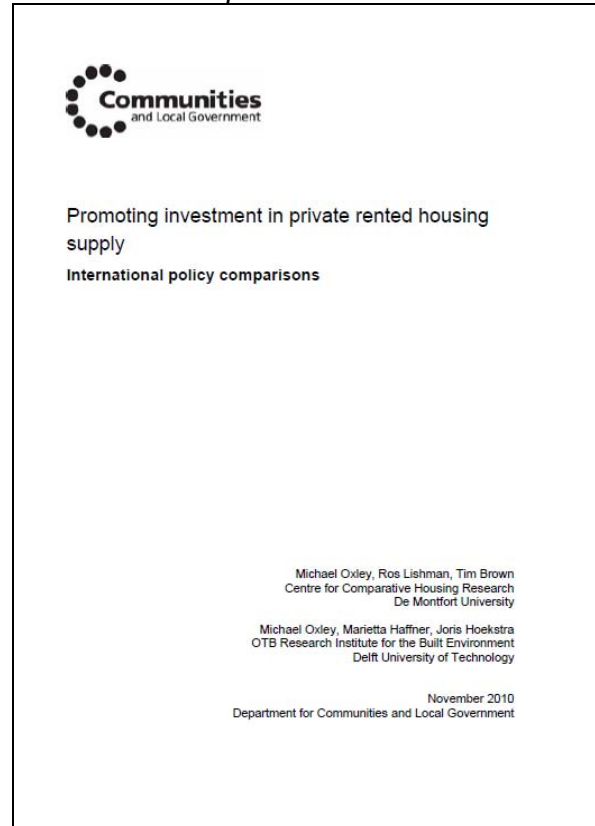 Communities
and Local Government
Promoting investment in private rented housing
supply
International policy comparisons
Michael Oxley, Ros Lishman, Tim Brown
Centre for Comparative Housing Research
De Montfort University
Michael Oxley, Marietta Haffner, Joris Hoekstra
OTB Research Institute for the Built Environment
Delft University of Technology
November 2010
Department for Communities and Local Government